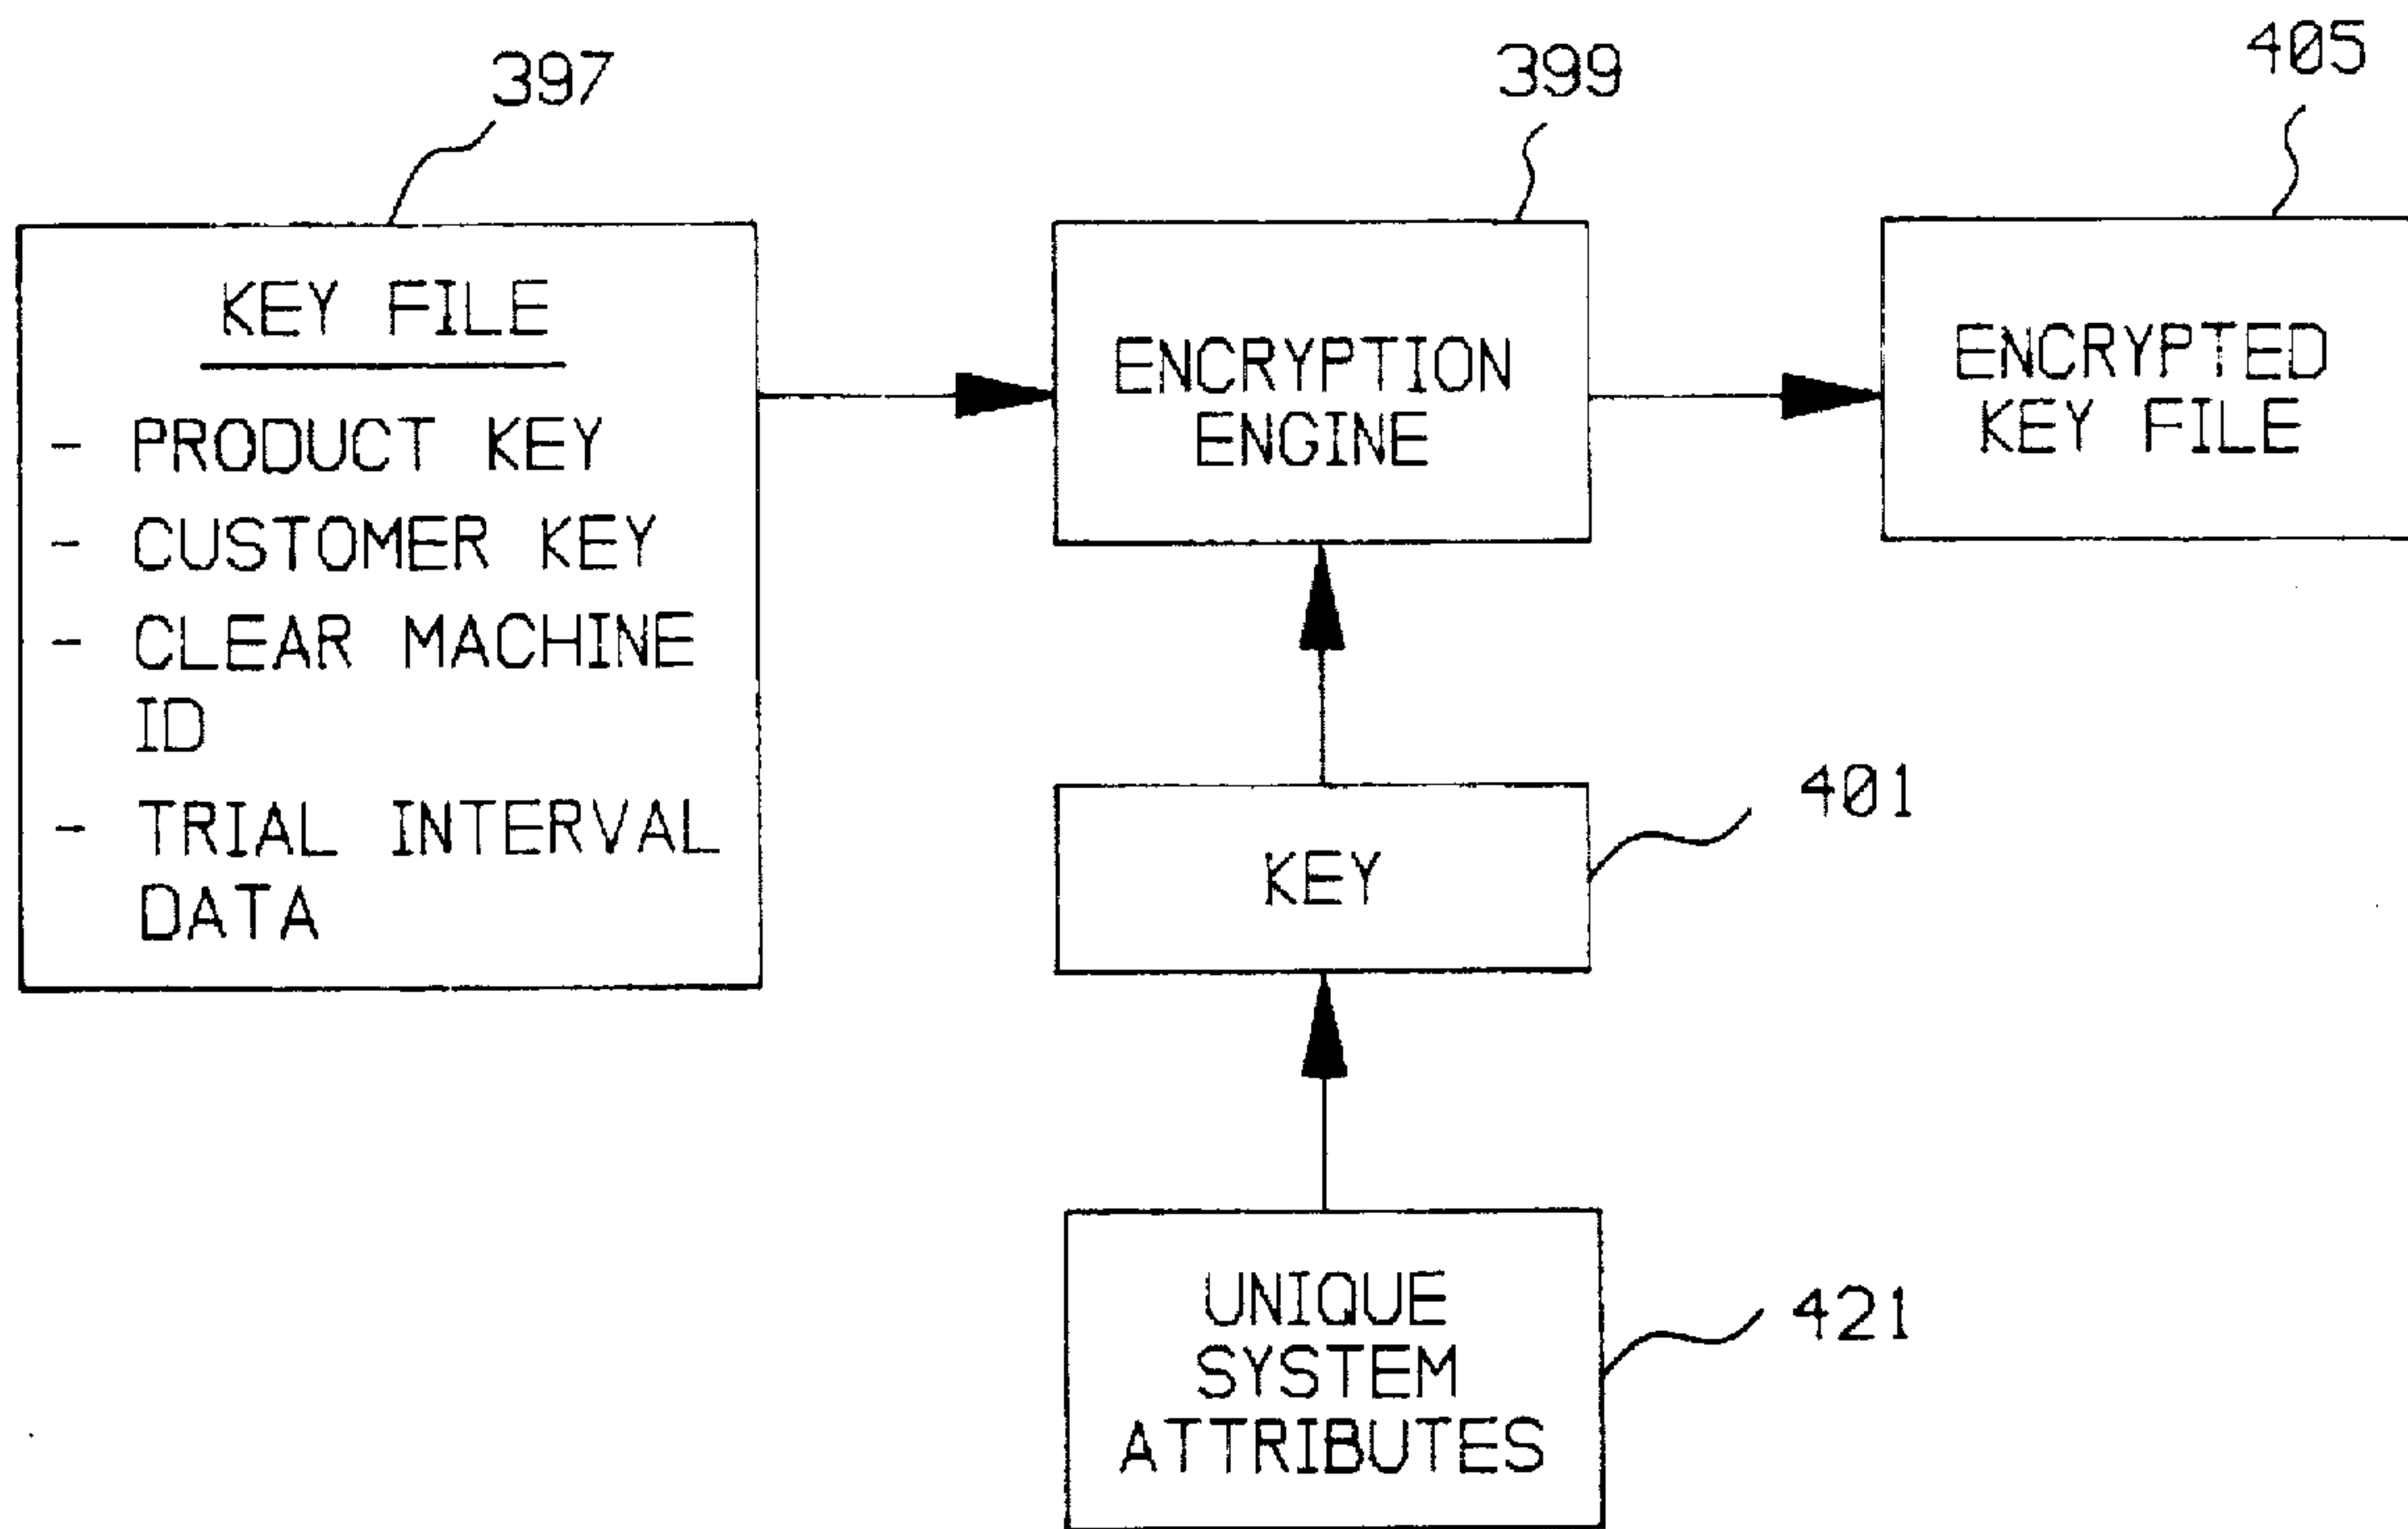 397
399
405
KEY FILE
- PRODUCT KEY
- CUSTOMER KEY
- CLEAR MACHINE
ID
- TRIAL INTERVAL
DATA
ENCRYPTION
ENGINE
ENCRYPTED
KEY FILE
KEY
401
UNIQUE
SYSTEM
ATTRIBUTES
421